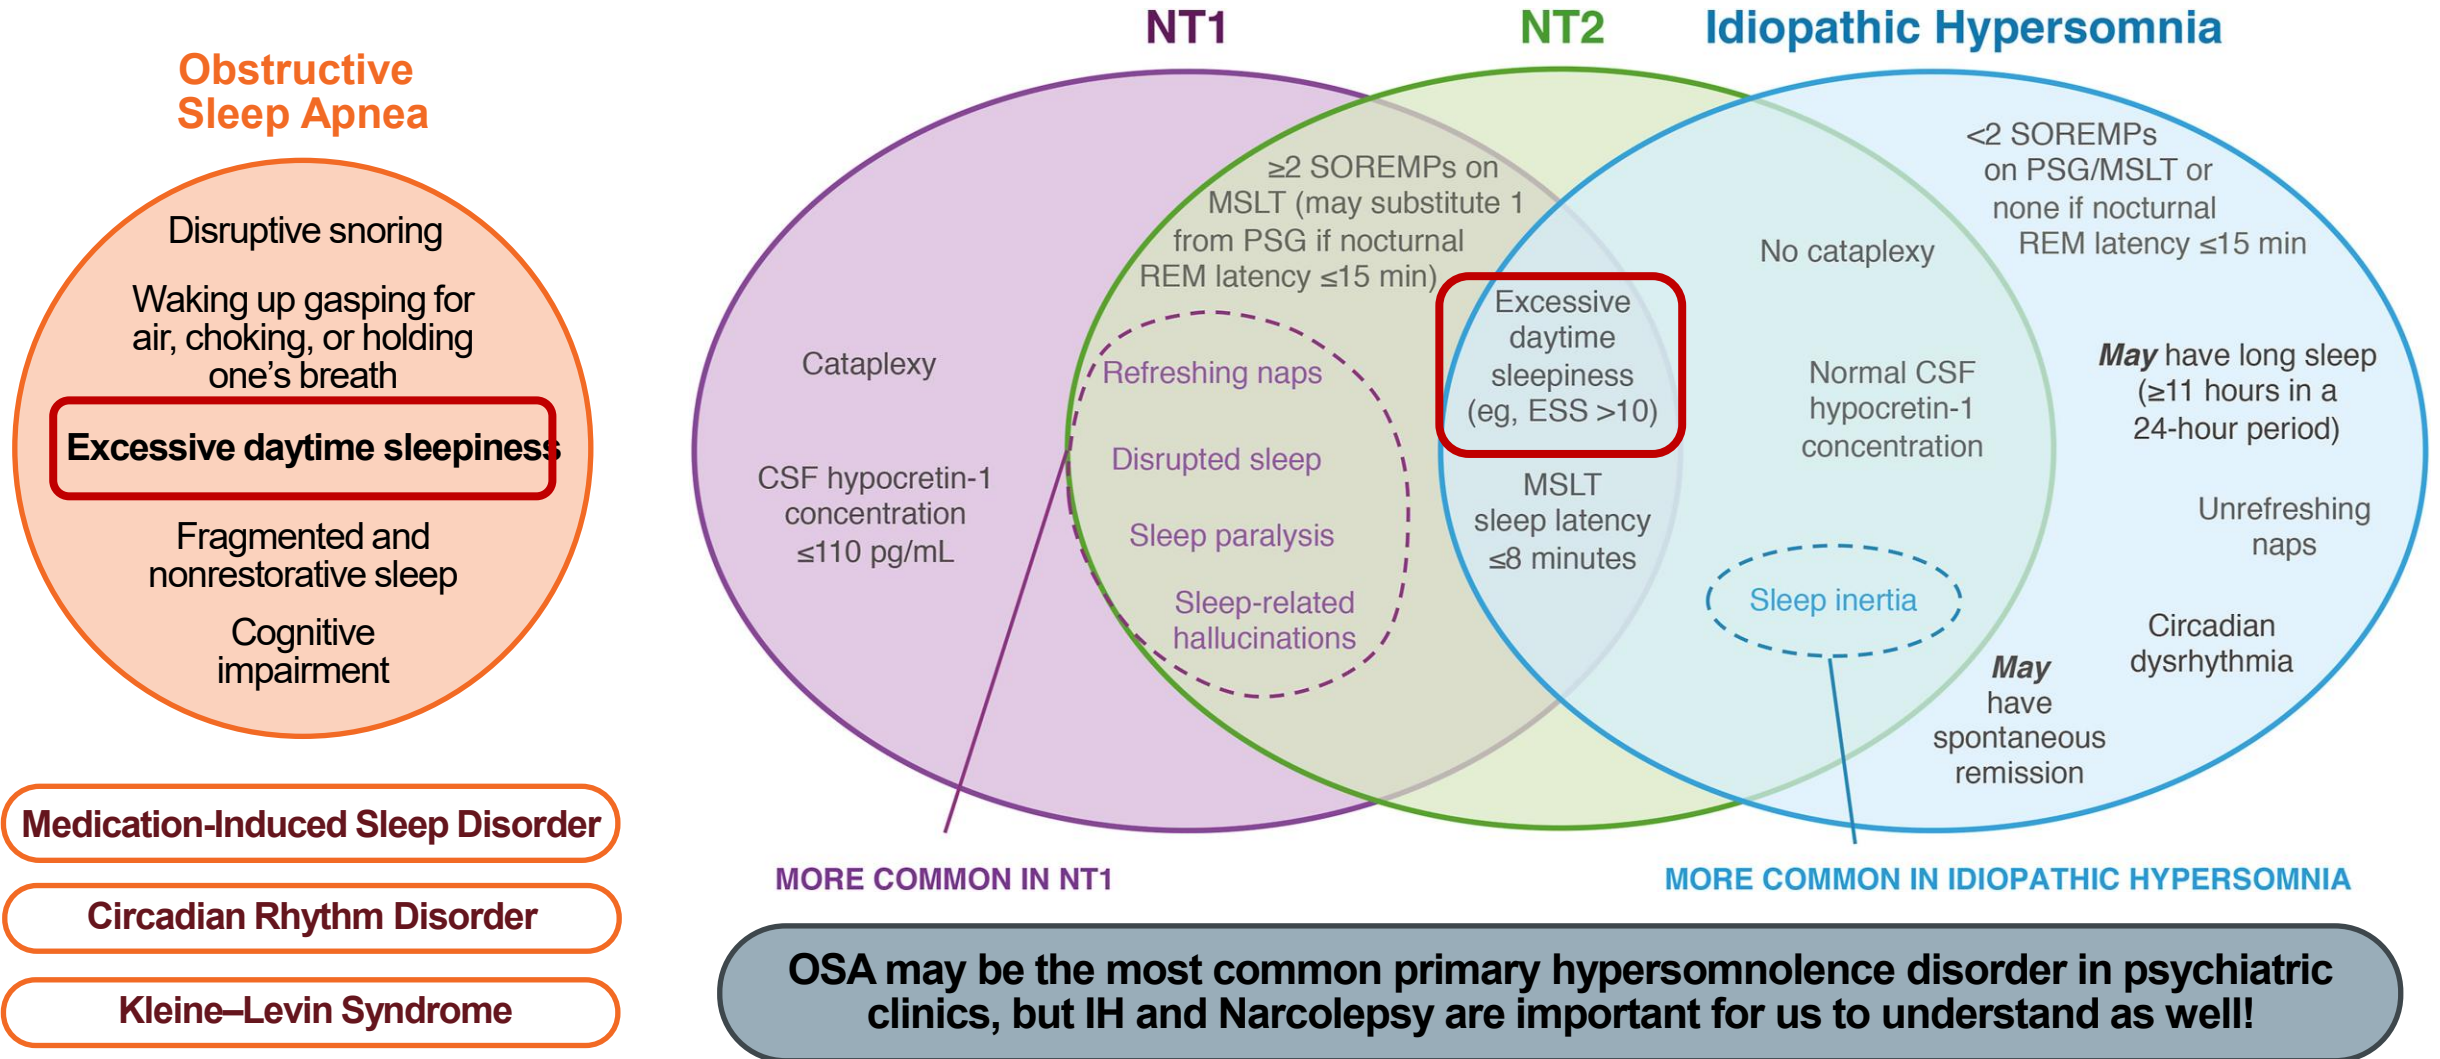 Obstructive
Sleep Apnea
Disruptive snoring
Waking up gasping for
air, choking, or holding
one’s breath
Excessive daytime sleepiness
Fragmented and
nonrestorative sleep
Cognitive
impairment
Medication-Induced Sleep Disorder
Circadian Rhythm Disorder
Kleine–Levin Syndrome
NT1
NT2
Idiopathic Hypersomnia
Cataplexy
CSF hypocretin-1
concentration
≤110 pg/mL
≥2 SOREMPs on
MSLT (may substitute 1
from PSG if nocturnal
REM latency ≤15 min)
Refreshing naps
Disrupted sleep
Sleep paralysis
Sleep-related
hallucinations
Excessive
daytime
sleepiness
(eg, ESS >10)
MSLT
sleep latency
≤8 minutes
No cataplexy
Normal CSF
hypocretin-1
concentration
Sleep inertia
<2 SOREMPs
on PSG/MSLT or
none if nocturnal
REM latency ≤15 min
May have long sleep
(≥11 hours in a
24-hour period)
Unrefreshing
naps
Circadian
dysrhythmia
May
have
spontaneous
remission
MORE COMMON IN NT1
MORE COMMON IN IDIOPATHIC HYPERSOMNIA
OSA may be the most common primary hypersomnolence disorder in psychiatric
clinics, but IH and Narcolepsy are important for us to understand as well!